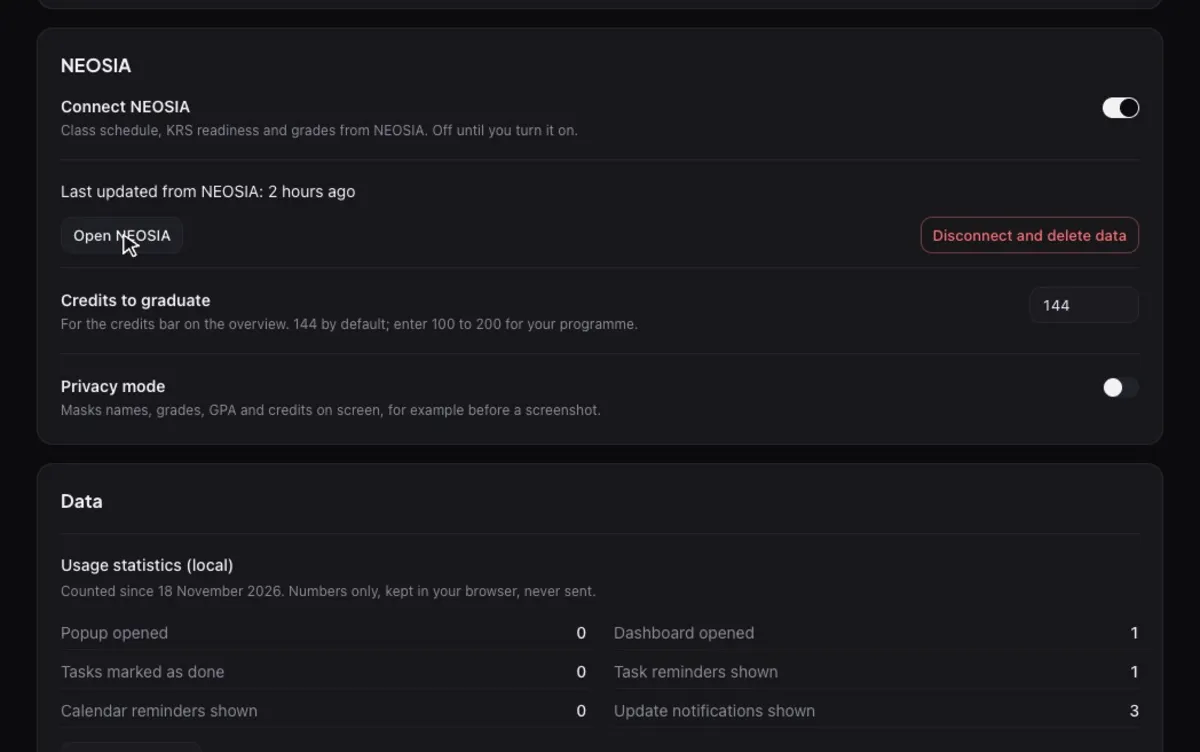 NEOSIA
Connect NEOSIA
Class schedule, KRS readiness and grades from NEOSIA. Off until you turn it on.
Last updated from NEOSIA: 2 hours ago
Open NEOSIA
Disconnect and delete data
Credits to graduate
144
For the credits bar on the overview. 144 by default; enter 100 to 200 for your programme.
Privacy mode
Masks names, grades, GPA and credits on screen, for example before a screenshot.
Data
Usage statistics (local)
Counted since 18 November 2026. Numbers only, kept in your browser, never sent.
Popup opened 0
Dashboard opened 1
Tasks marked as done 0
Task reminders shown 1
Calendar reminders shown 0
Update notifications shown 3